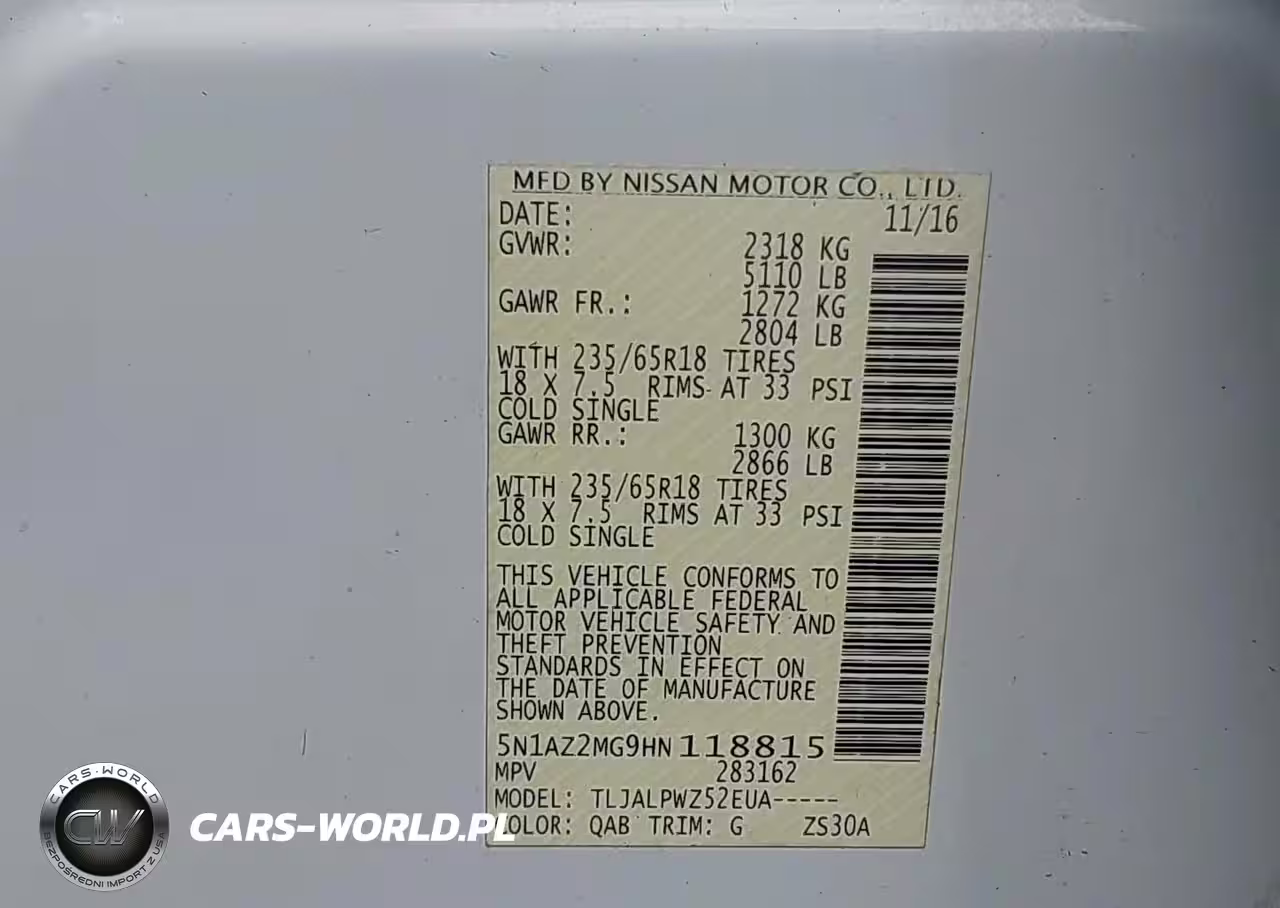 MFD BY NISSAN MOTOR CO., LTD.
DATE: 11/16
GVWR: 2318 KG
5110 LB
GAWR FR.: 1272 KG
2804 LB
WITH 235/65R18 TIRES
18 X 7.5 RIMS AT 33 PSI
COLD SINGLE
GAWR RR.: 1300 KG
2866 LB
WITH 235/65R18 TIRES
18 X 7.5 RIMS AT 33 PSI
COLD SINGLE
THIS VEHICLE CONFORMS TO
ALL APPLICABLE FEDERAL
MOTOR VEHICLE SAFETY AND
THEFT PREVENTION
STANDARDS IN EFFECT ON
THE DATE OF MANUFACTURE
SHOWN ABOVE.
5N1AZ2MG9HN118815
MPV 283162
MODEL: TLJALPWZ52EUA-----
COLOR: QAB TRIM: G ZS30A
CARS-WORLD
CW
BEZPOŚREDNI IMPORT Z USA
CARS-WORLD.PL